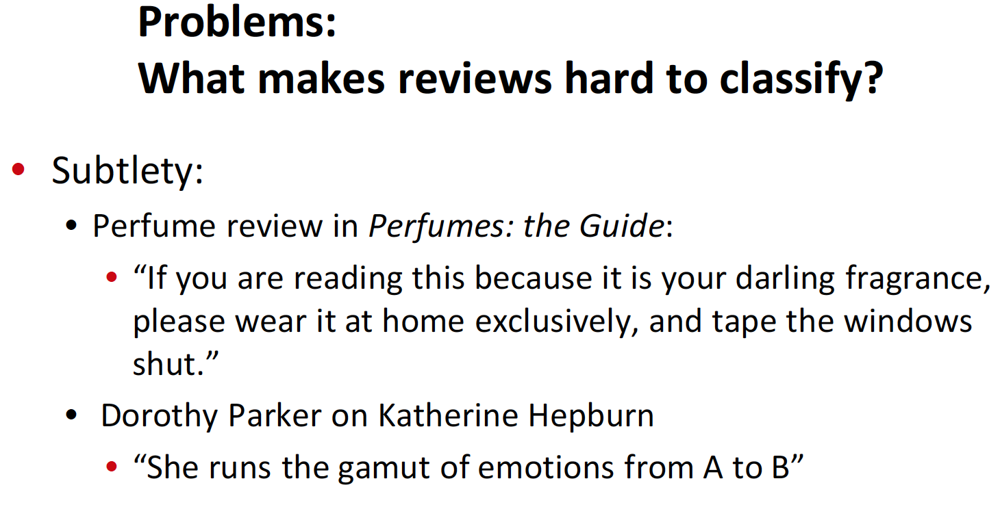 Problems:
What makes reviews hard to classify?
• Subtlety:
• Perfume review in Perfumes: the Guide:
• “If you are reading this because it is your darling fragrance,
please wear it at home exclusively, and tape the windows
shut.”
• Dorothy Parker on Katherine Hepburn
• “She runs the gamut of emotions from A to B”